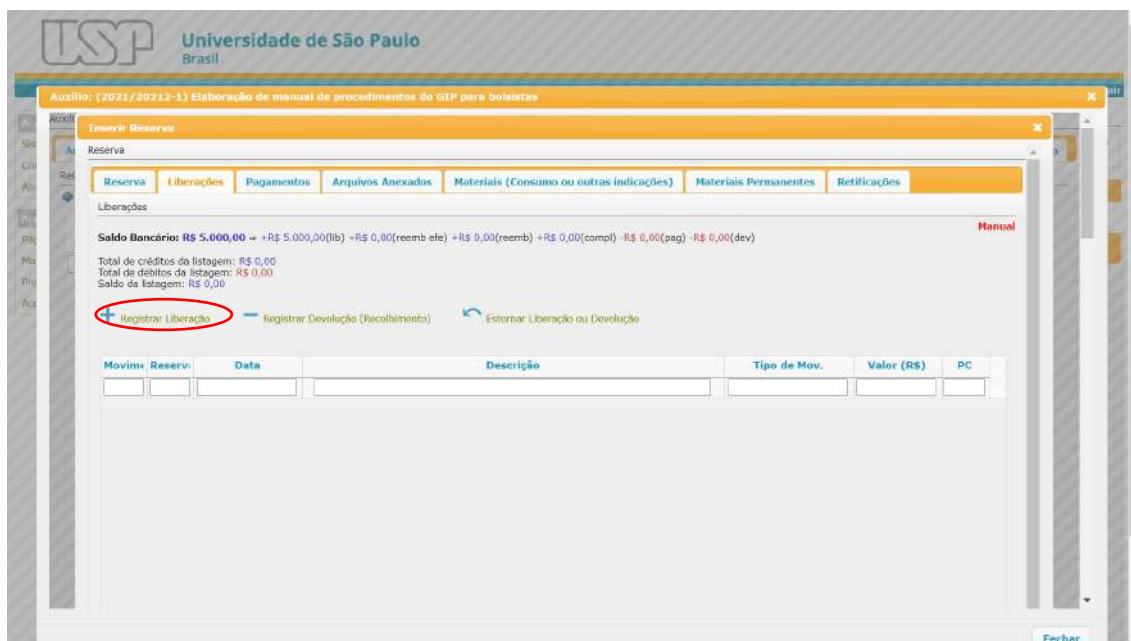 USP
Universidade de São Paulo
Brasil
Auxílio: (2021/20212-1) Elaboração de manual de procedimentos do GIP para bolsistas
Inserir Reserva
Reserva
Reserva Liberações Pagamentos Arquivos Anexados Materiais (Consumo ou outras indicações) Materiais Permanentes Retificações
Liberações
Manual
Saldo Bancário: R$ 5.000,00 = +R$ 5.000,00(lib) +R$ 0,00(reemb efe) +R$ 0,00(reemb) +R$ 0,00(compl) -R$ 0,00(pag) -R$ 0,00(dev)
Total de créditos da listagem: R$ 0,00
Total de débitos da listagem: R$ 0,00
Saldo da listagem: R$ 0,00
Registrar Liberação Registrar Devolução (Recolhimento) Estornar Liberação ou Devolução
Movime Reserv Data Descrição Tipo de Mov. Valor (R$) PC
Fechar